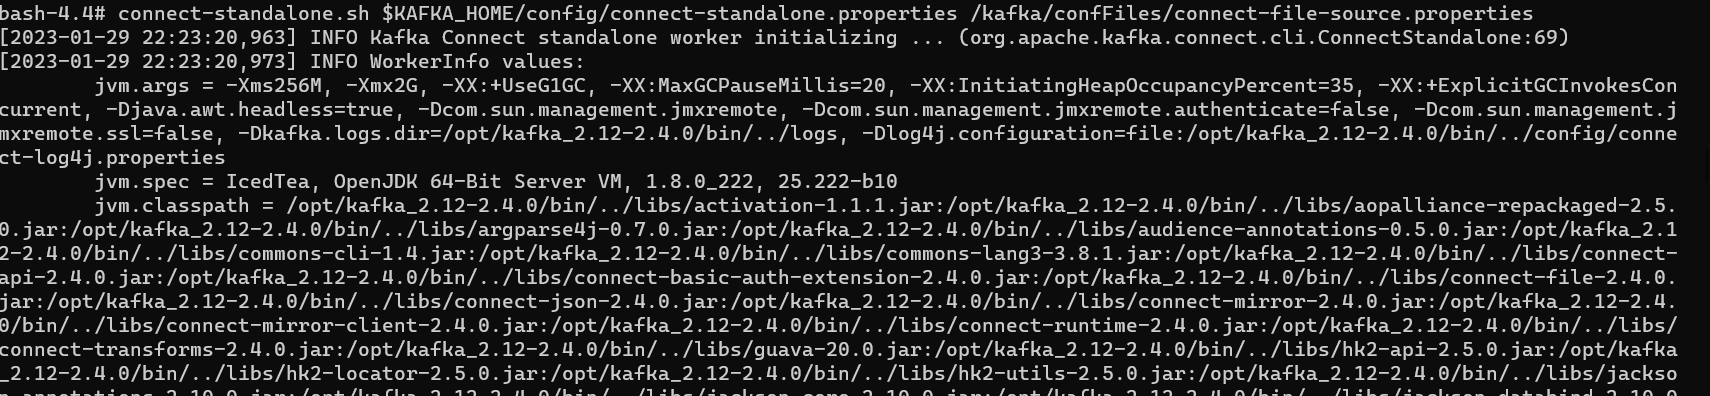 bash-4.4# connect-standalone.sh $KAFKA_HOME/config/connect-standalone.properties /kafka/confFiles/connect-file-source.properties
[2023-01-29 22:23:20,963] INFO Kafka Connect standalone worker initializing ... (org.apache.kafka.connect.cli.ConnectStandalone:69)
[2023-01-29 22:23:20,973] INFO WorkerInfo values:
jvm.args = -Xms256M, -Xmx2G, -XX:+UseG1GC, -XX:MaxGCPauseMillis=20, -XX:InitiatingHeapOccupancyPercent=35, -XX:+ExplicitGCInvokesCon
current, -Djava.awt.headless=true, -Dcom.sun.management.jmxremote, -Dcom.sun.management.jmxremote.authenticate=false, -Dcom.sun.management.j
mxremote.ssl=false, -Dkafka.logs.dir=/opt/kafka_2.12-2.4.0/bin/../logs, -Dlog4j.configuration=file:/opt/kafka_2.12-2.4.0/bin/../config/conne
ct-log4j.properties
jvm.spec = IcedTea, OpenJDK 64-Bit Server VM, 1.8.0_222, 25.222-b10
jvm.classpath = /opt/kafka_2.12-2.4.0/bin/../libs/activation-1.1.1.jar:/opt/kafka_2.12-2.4.0/bin/../libs/aopalliance-repackaged-2.5.
0.jar:/opt/kafka_2.12-2.4.0/bin/../libs/argparse4j-0.7.0.jar:/opt/kafka_2.12-2.4.0/bin/../libs/audience-annotations-0.5.0.jar:/opt/kafka_2.1
2-2.4.0/bin/../libs/commons-cli-1.4.jar:/opt/kafka_2.12-2.4.0/bin/../libs/commons-lang3-3.8.1.jar:/opt/kafka_2.12-2.4.0/bin/../libs/connect-
api-2.4.0.jar:/opt/kafka_2.12-2.4.0/bin/../libs/connect-basic-auth-extension-2.4.0.jar:/opt/kafka_2.12-2.4.0/bin/../libs/connect-file-2.4.0.
jar:/opt/kafka_2.12-2.4.0/bin/../libs/connect-json-2.4.0.jar:/opt/kafka_2.12-2.4.0/bin/../libs/connect-mirror-2.4.0.jar:/opt/kafka_2.12-2.4.
0/bin/../libs/connect-mirror-client-2.4.0.jar:/opt/kafka_2.12-2.4.0/bin/../libs/connect-runtime-2.4.0.jar:/opt/kafka_2.12-2.4.0/bin/../libs/
connect-transforms-2.4.0.jar:/opt/kafka_2.12-2.4.0/bin/../libs/guava-20.0.jar:/opt/kafka_2.12-2.4.0/bin/../libs/hk2-api-2.5.0.jar:/opt/kafka
_2.12-2.4.0/bin/../libs/hk2-locator-2.5.0.jar:/opt/kafka_2.12-2.4.0/bin/../libs/hk2-utils-2.5.0.jar:/opt/kafka_2.12-2.4.0/bin/../libs/jackso